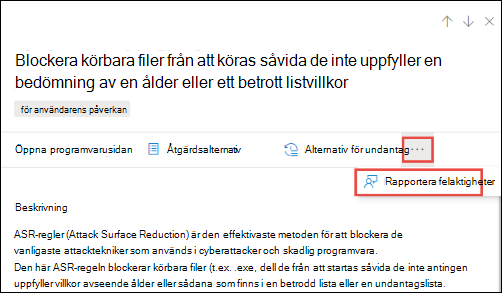 Blockera körbara filer från att köras såvida de inte uppfyller en
bedömning av en ålder eller ett betrott listvillkor
för användarens påverkan
Öppna programvarusidan Åtgärdsalternativ Alternativ för undantag ...
Rapportera felaktigheter
Beskrivning
ASR-regler (Attack Surface Reduction) är den effektivaste metoden för att blockera de
vanligaste attacktekniker som används i cyberattacker och skadlig programvara.
Den här ASR-regeln blockerar körbara filer (t.ex. .exe, dell de från att startas såvida de inte antingen
uppfyller villkor avseende ålder eller sådana som finns i en betrodd lista eller en undantagslista.